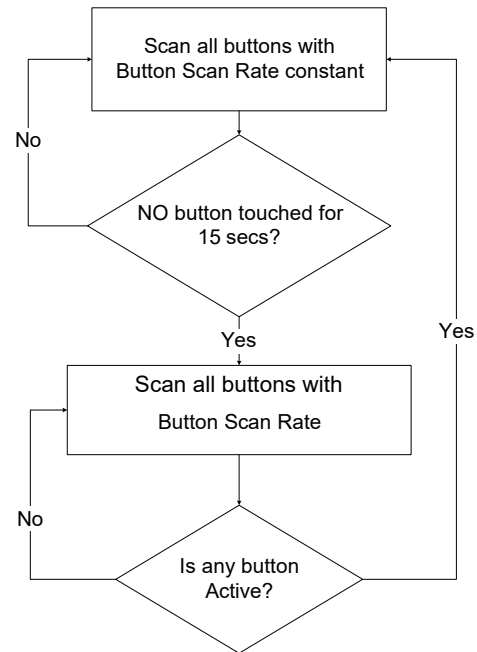 Scan all buttons with
Button Scan Rate constant
No
NO button touched for
15 secs?
Yes
Yes
Scan all buttons with
Button Scan Rate
No
Is any button
Active?